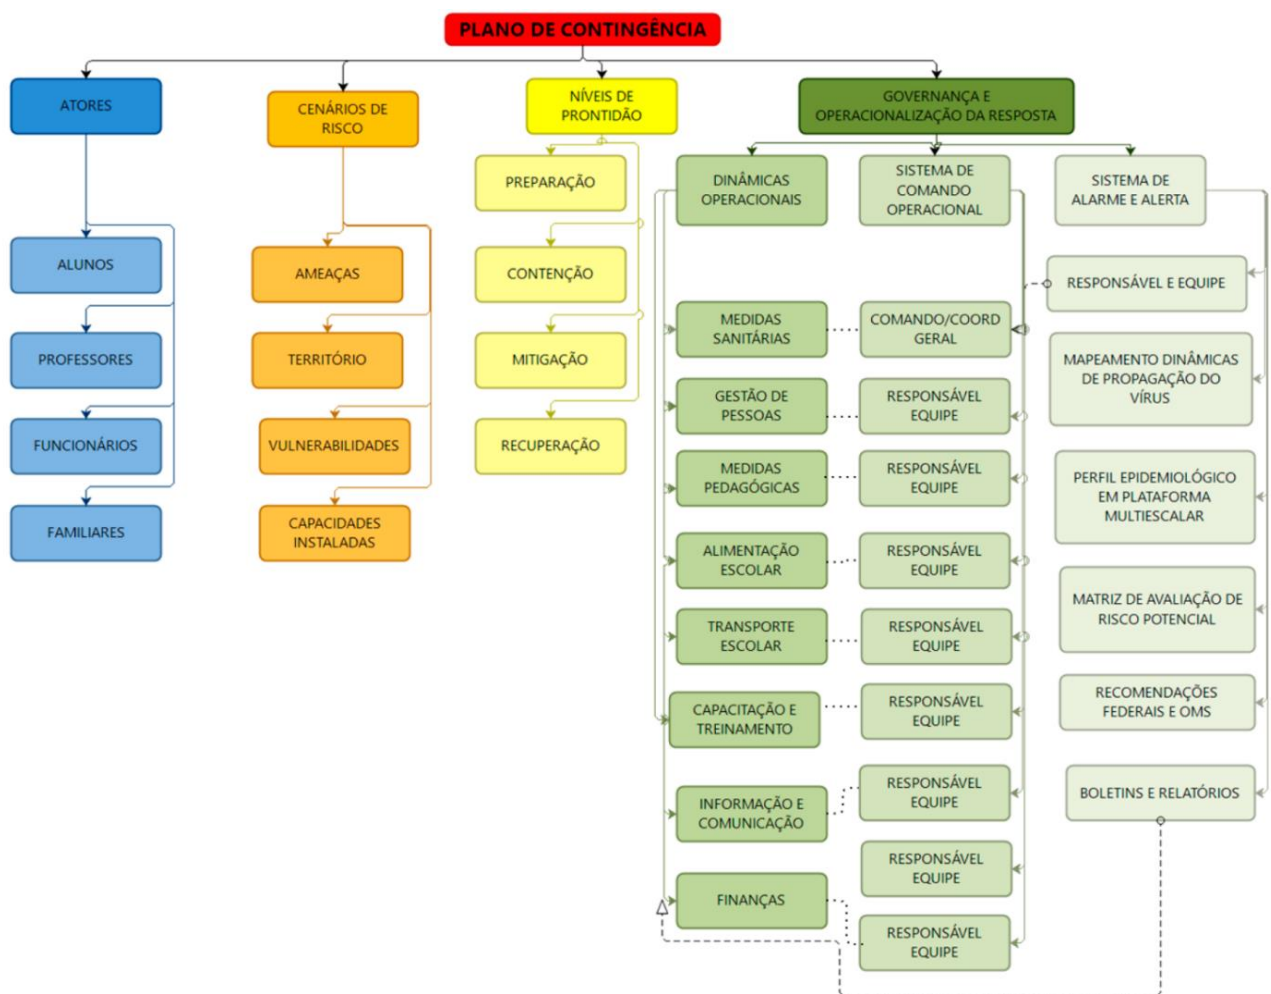 PLANO DE CONTINGÊNCIA
ATORES
ALUNOS
PROFESSORES
FUNCIONÁRIOS
FAMILIARES
CENÁRIOS DE
RISCO
AMEAÇAS
TERRITÓRIO
VULNERABILIDADES
CAPACIDADES
INSTALADAS
NÍVEIS DE
PRONTIDÃO
PREPARAÇÃO
CONTENÇÃO
MITIGAÇÃO
RECUPERAÇÃO
GOVERNANÇA E
OPERACIONALIZAÇÃO DA RESPOSTA
DINÂMICAS
OPERACIONAIS
MEDIDAS
SANITÁRIAS
GESTÃO DE
PESSOAS
MEDIDAS
PEDAGÓGICAS
ALIMENTAÇÃO
ESCOLAR
TRANSPORTE
ESCOLAR
CAPACITAÇÃO E
TREINAMENTO
INFORMAÇÃO E
COMUNICAÇÃO
FINANÇAS
SISTEMA DE
COMANDO
OPERACIONAL
COMANDO/COORD
GERAL
RESPONSÁVEL
EQUIPE
RESPONSÁVEL
EQUIPE
RESPONSÁVEL
EQUIPE
RESPONSÁVEL
EQUIPE
RESPONSÁVEL
EQUIPE
RESPONSÁVEL
EQUIPE
RESPONSÁVEL
EQUIPE
RESPONSÁVEL
EQUIPE
SISTEMA DE
ALARME E ALERTA
RESPONSÁVEL E EQUIPE
MAPEAMENTO DINÂMICAS
DE PROPAGAÇÃO DO
VÍRUS
PERFIL EPIDEMIOLÓGICO
EM PLATAFORMA
MULTIESCALAR
MATRIZ DE AVALIAÇÃO DE
RISCO POTENCIAL
RECOMENDAÇÕES
FEDERAIS E OMS
BOLETINS E RELATÓRIOS